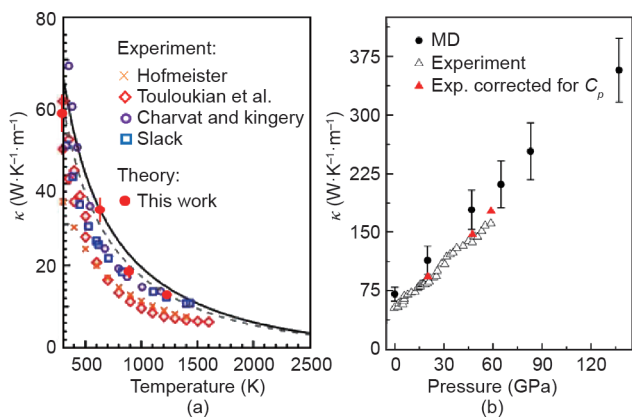 (a)
80
60
40
20
0
κ (W·K⁻¹·m⁻¹)
Experiment:
Hofmeister
Touloukian et al.
Charvat and kingery
Slack
Theory:
This work
500 1000 1500 2000 2500
Temperature (K)
(a)
(b)
375
300
225
150
75
0
κ (W·K⁻¹·m⁻¹)
MD
Experiment
Exp. corrected for Cₚ
0 30 60 90 120
Pressure (GPa)
(b)